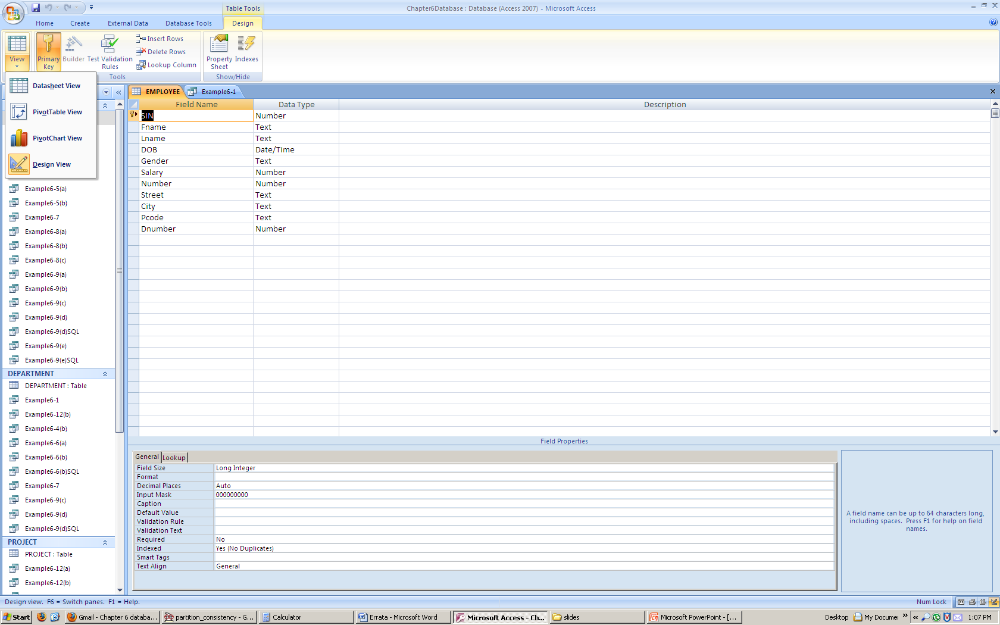 Table Tools
Chapter6Database : Database (Access 2007) - Microsoft Access
Home Create External Data Database Tools Design
View
Primary Key
Builder
Test Validation Rules
Insert Rows
Delete Rows
Lookup Column
Property Sheet
Indexes
Tools
Show/Hide
Datasheet View
PivotTable View
PivotChart View
Design View
Example6-5(a)
Example6-5(b)
Example6-7
Example6-8(a)
Example6-8(b)
Example6-8(c)
Example6-9(a)
Example6-9(b)
Example6-9(c)
Example6-9(d)
Example6-9(d)SQL
Example6-9(e)
Example6-9(e)SQL
DEPARTMENT
DEPARTMENT : Table
Example6-1
Example6-12(b)
Example6-4(b)
Example6-6(a)
Example6-6(b)
Example6-6(b)SQL
Example6-7
Example6-9(c)
Example6-9(d)
Example6-9(d)SQL
PROJECT
PROJECT : Table
Example6-12(a)
Example6-12(b)
EMPLOYEE Example6-1
Field Name Data Type Description
SIN Number
Fname Text
Lname Text
DOB Date/Time
Gender Text
Salary Number
Number Number
Street Text
City Text
Pcode Text
Dnumber Number
Field Properties
General Lookup
Field Size Long Integer
Format
Decimal Places Auto
Input Mask 000000000
Caption
Default Value
Validation Rule
Validation Text
Required No
Indexed Yes (No Duplicates)
Smart Tags
Text Align General
A field name can be up to 64 characters long,
including spaces. Press F1 for help on field
names.
Design view. F6 = Switch panes. F1 = Help.
Num Lock
Start
Gmail - Chapter 6 databa...
partition_consistency - G...
Calculator
Errata - Microsoft Word
Microsoft Access - Ch...
slides
Microsoft PowerPoint - [...
Desktop
My Documer
»
«
1:07 PM